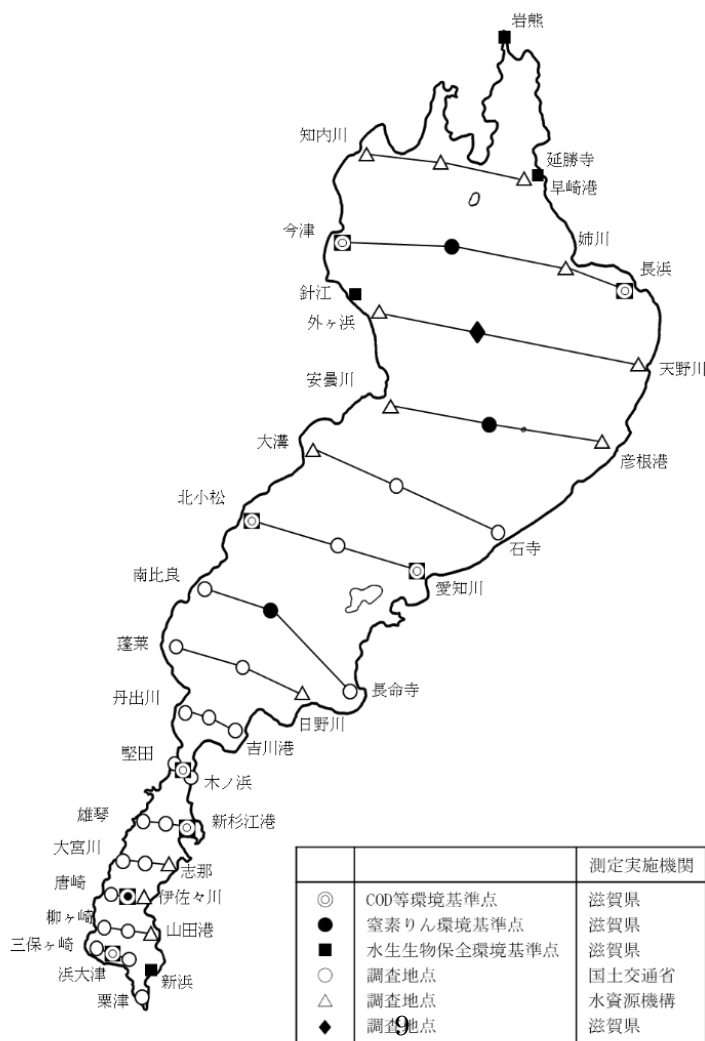 岩熊
知内川
延勝寺
早崎港
今津
姉川
長浜
針江
外ヶ浜
天野川
安曇川
大溝
彦根港
北小松
石寺
愛知川
南比良
蓬莱
長命寺
丹出川
日野川
吉川港
堅田
木ノ浜
雄琴
新杉江港
大宮川
志那
唐崎
伊佐々川
柳ヶ崎
山田港
三保ヶ崎
浜大津
新浜
粟津
測定実施機関
◎ COD等環境基準点 滋賀県
● 窒素りん環境基準点 滋賀県
■ 水生生物保全環境基準点 滋賀県
○ 調査地点 国土交通省
△ 調査地点 水資源機構
◆ 調査地点 滋賀県
9